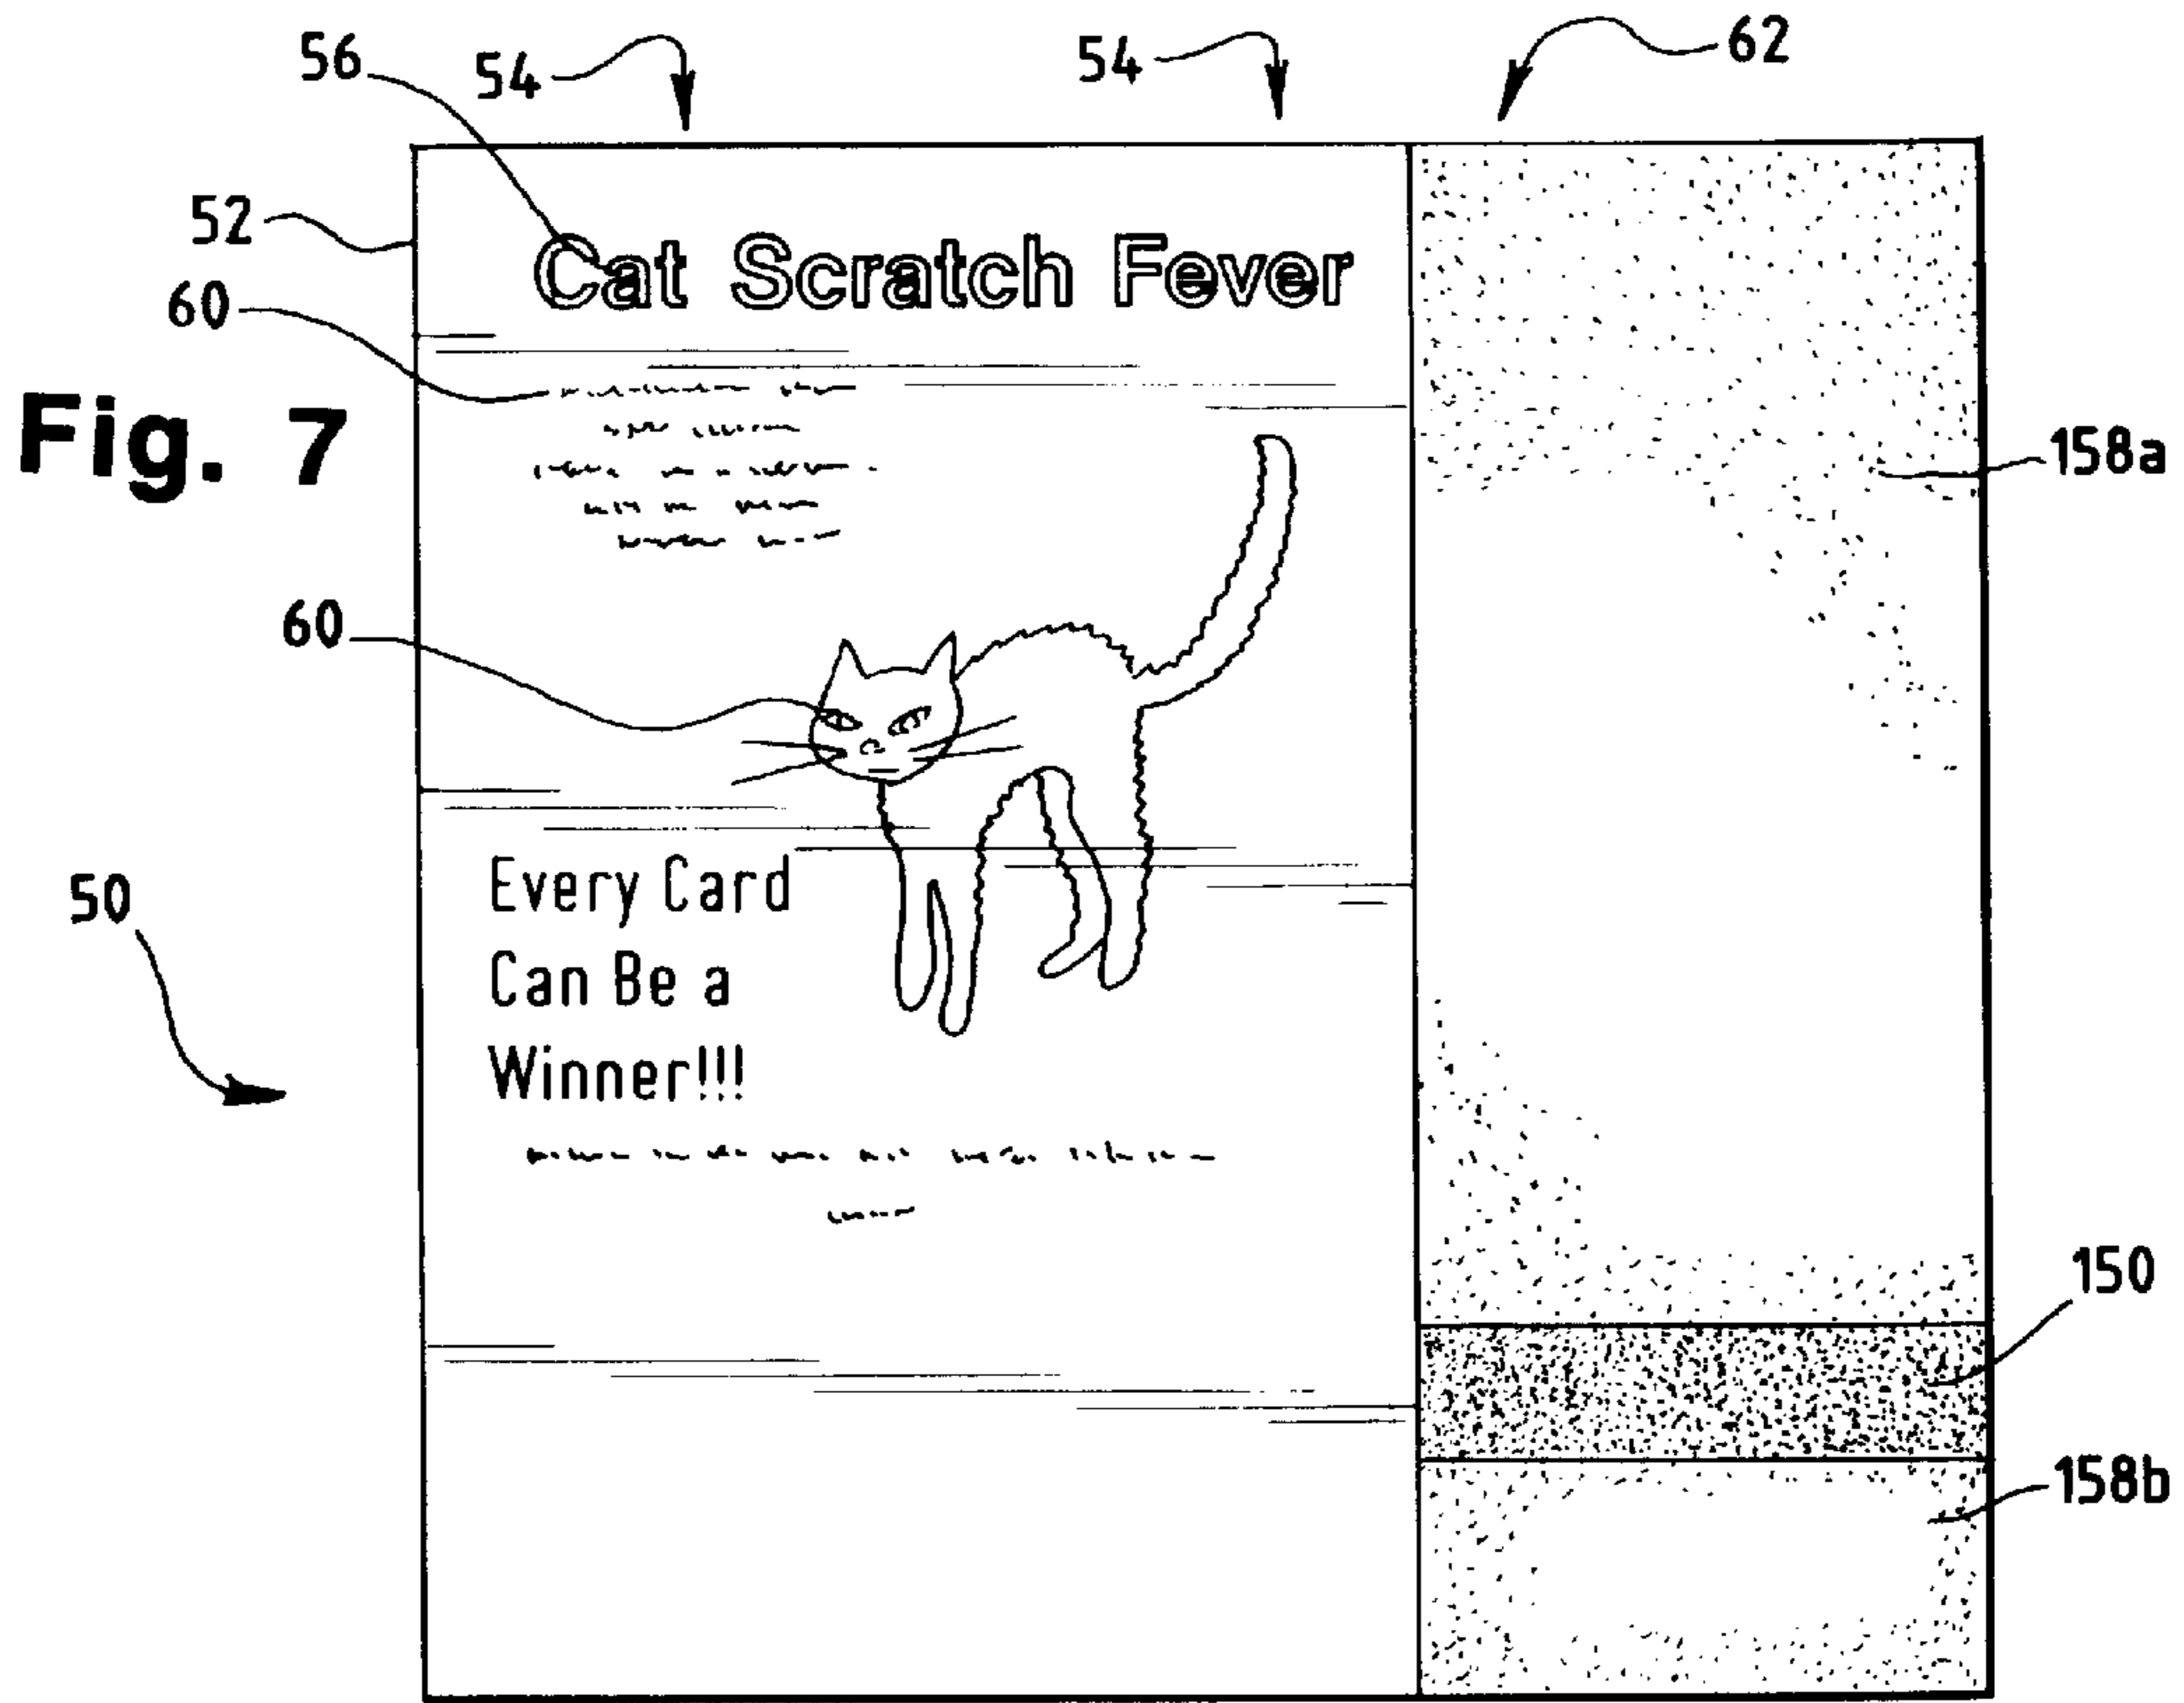 56 54 54 62
52
Cat Scratch Fever
60
Fig. 7
158a
60
Every Card
50
Can Be a
Winner!!!
150
158b